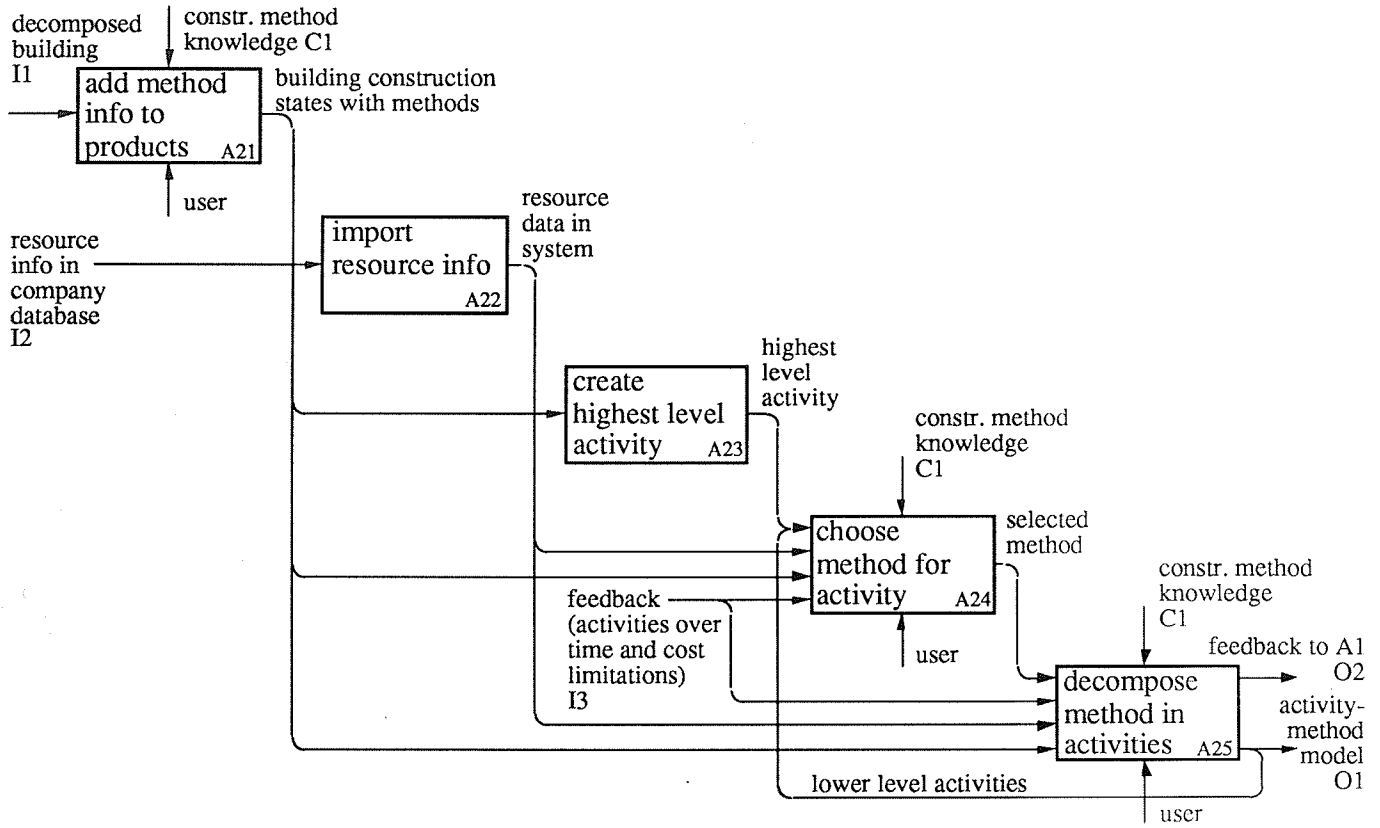 decomposed
building
I1
constr. method
knowledge C1
add method
info to
products A21
building construction
states with methods
user
resource
info in
company
database
I2
import
resource info
A22
resource
data in
system
create
highest level
activity A23
highest
level
activity
constr. method
knowledge
C1
choose
method for
activity A24
selected
method
feedback
(activities over
time and cost
limitations)
I3
user
constr. method
knowledge
C1
decompose
method in
activities A25
feedback to A1
O2
activity-
method
model
O1
lower level activities
user